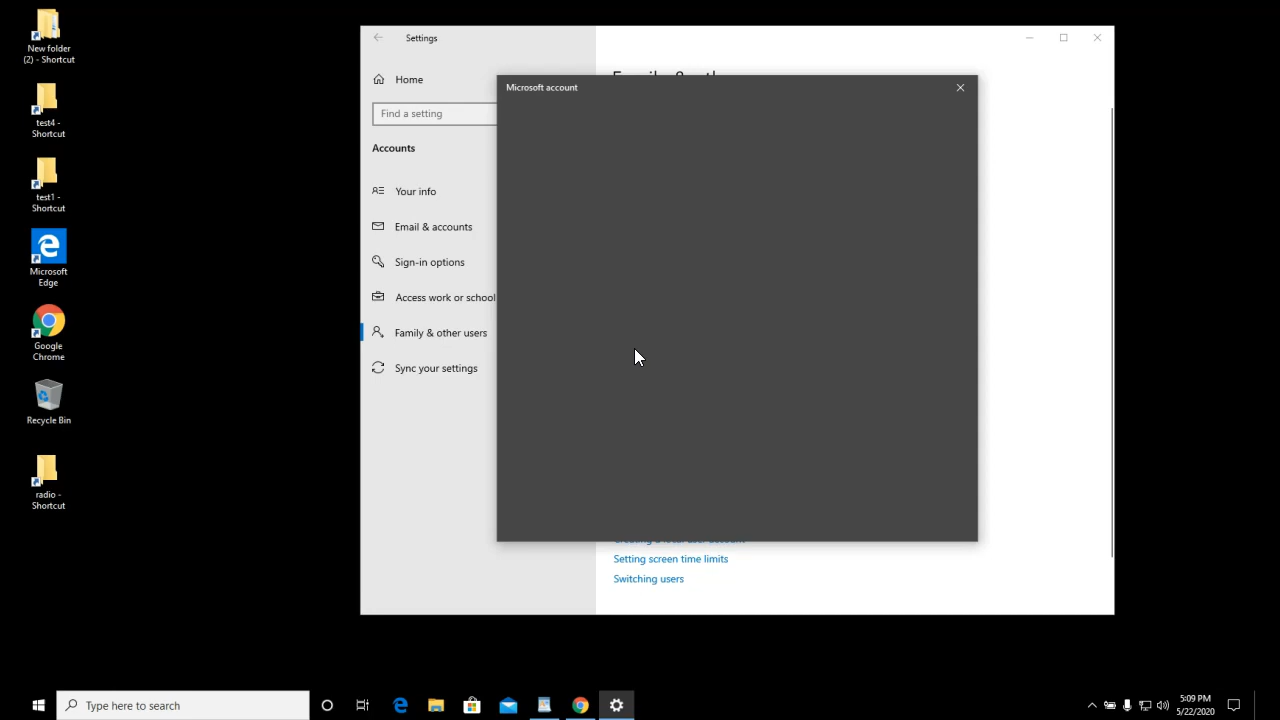 New folder
(2) - Shortcut
test4 -
Shortcut
test1 -
Shortcut
Microsoft
Edge
Google
Chrome
Recycle Bin
radio -
Shortcut
Settings
Home
Find a setting
Accounts
Your info
Email & accounts
Sign-in options
Access work or school
Family & other users
Sync your settings
Microsoft account
Setting screen time limits
Switching users
Type here to search
5:09 PM
5/22/2020